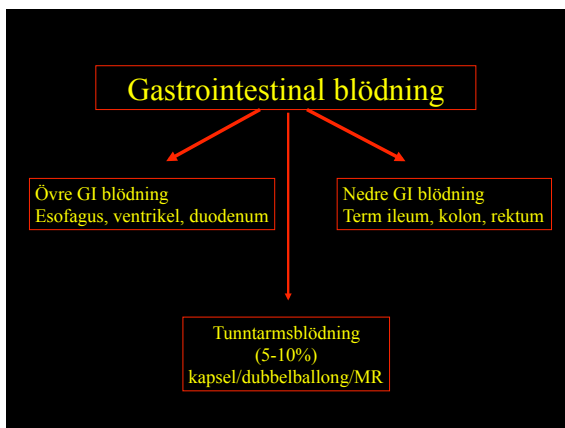 Gastrointestinal blödning
Övre GI blödning
Esofagus, ventrikel, duodenum
Nedre GI blödning
Term ileum, kolon, rektum
Tunntarmsblödning
(5-10%)
kapsel/dubbelballong/MR